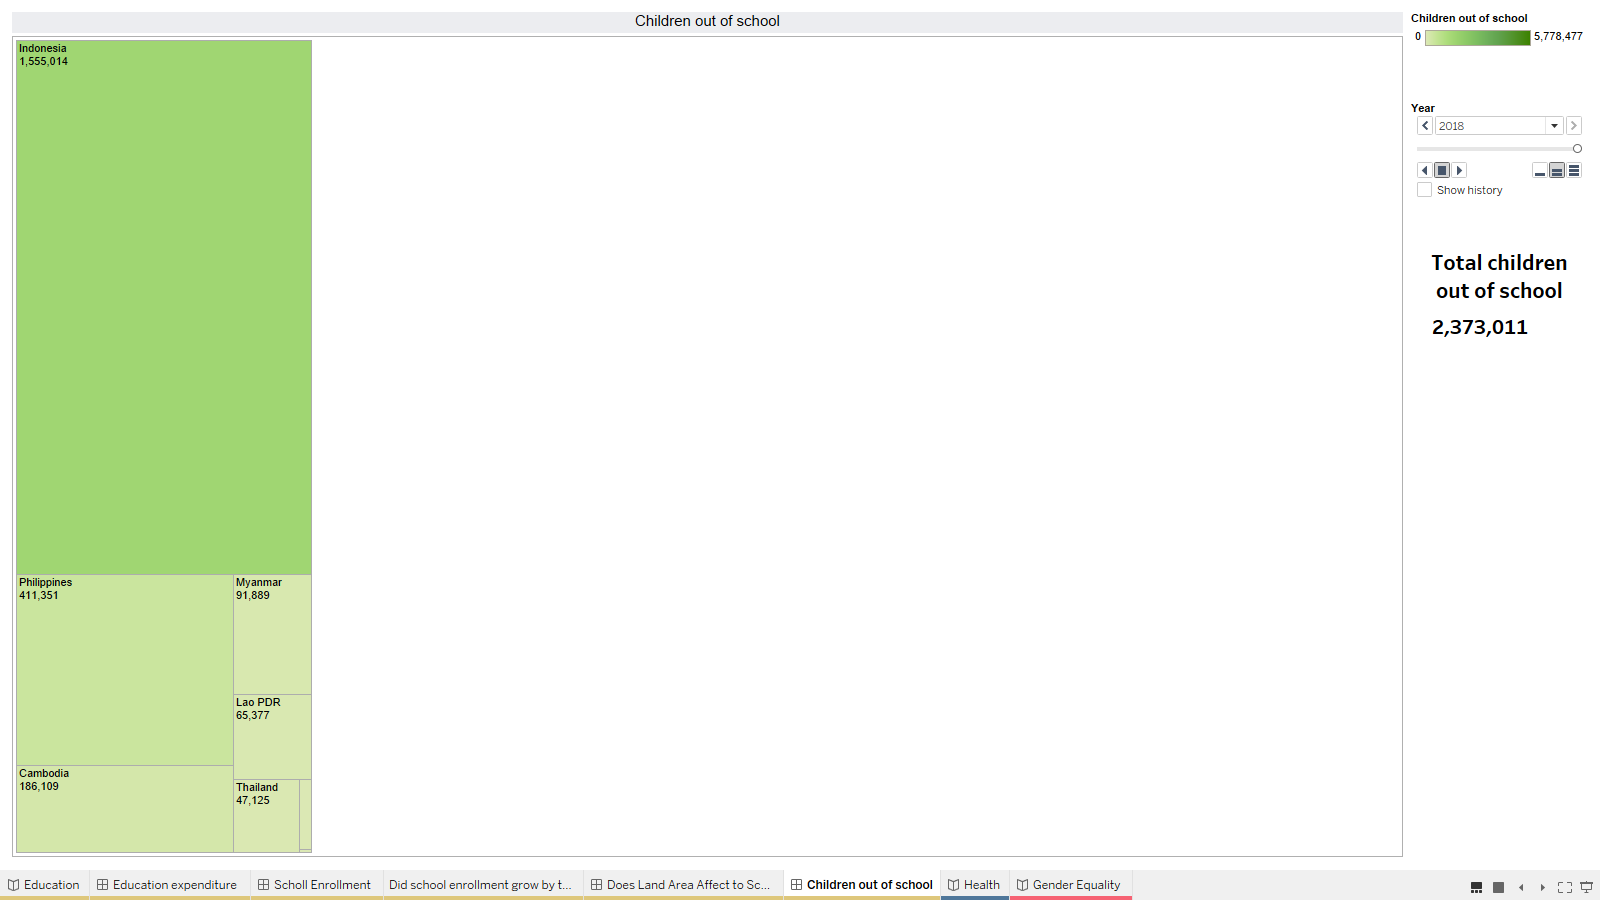 Children out of school
Indonesia
1,555,014
Philippines
411,351
Myanmar
91,889
Lao PDR
65,377
Cambodia
186,109
Thailand
47,125
Children out of school
0
5,778,477
Year
2018
Show history
Total children
out of school
2,373,011
Education
Education expenditure
Scholl Enrollment
Did school enrollment grow by t...
Does Land Area Affect to Sc...
Children out of school
Health
Gender Equality